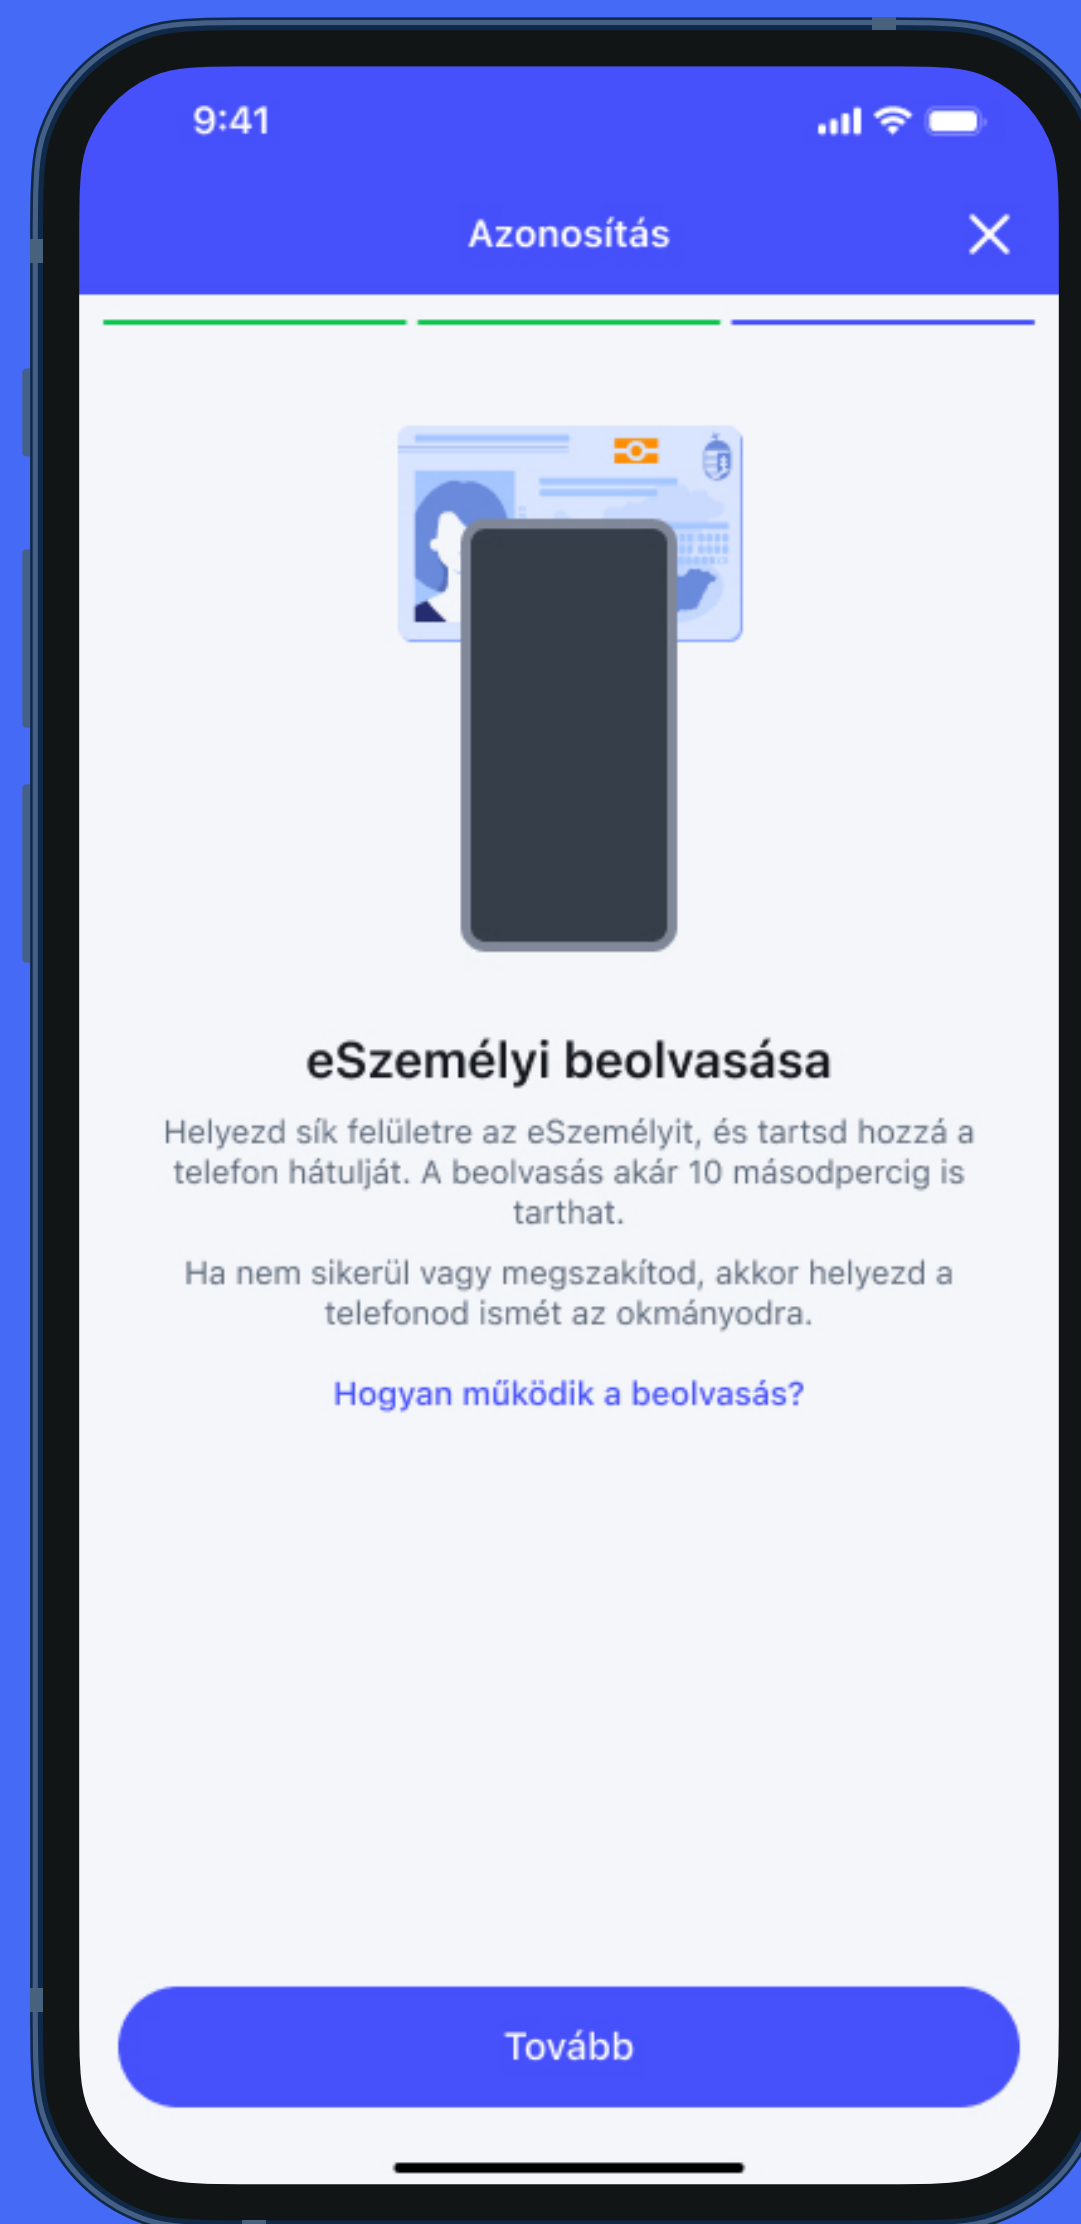 9:41
Azonosítás
eSzemélyi beolvasása
Helyezd sík felületre az eSzemélyit, és tartsd hozzá a
telefon hátulját. A beolvasás akár 10 másodpercig is
tarthat.
Ha nem sikerül vagy megszakítod, akkor helyezd a
telefonod ismét az okmányodra.
Hogyan működik a beolvasás?
Tovább